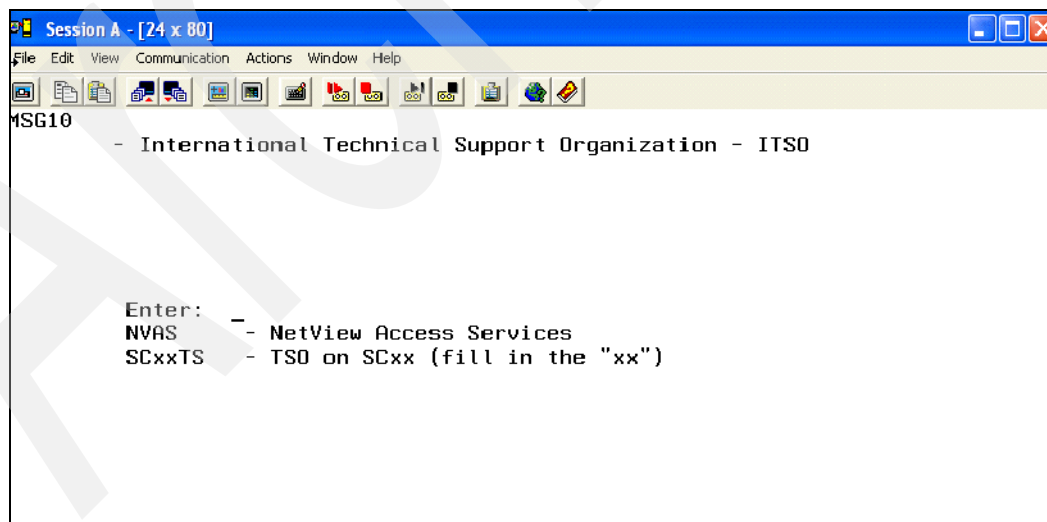 Session A - [24 x 80]
File Edit View Communication Actions Window Help
MSG10
- International Technical Support Organization - ITSO
Enter: _
NVAS - NetView Access Services
SCxxTS - TSO on SCxx (fill in the "xx")